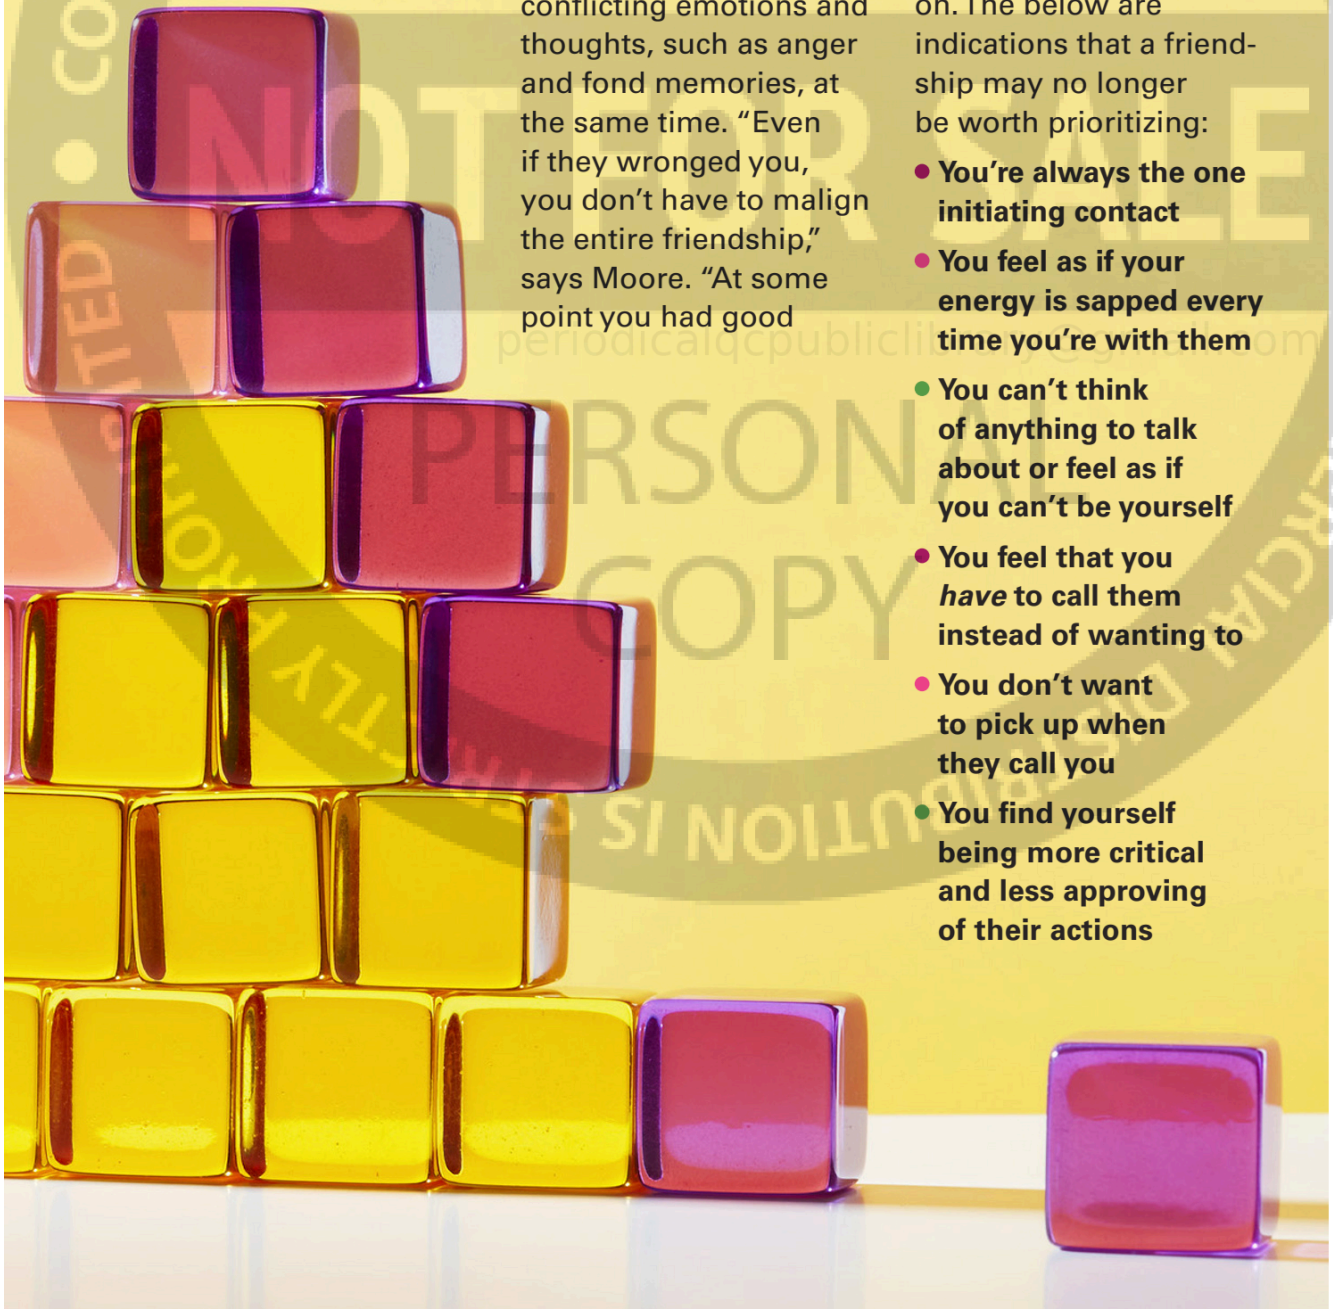 conflicting emotions and
thoughts, such as anger
and fond memories, at
the same time. “Even
if they wronged you,
you don’t have to malign
the entire friendship,”
says Moore. “At some
point you had good
on. The below are
indications that a friend-
ship may no longer
be worth prioritizing:
• You’re always the one
initiating contact
• You feel as if your
energy is sapped every
time you’re with them
• You can’t think
of anything to talk
about or feel as if
you can’t be yourself
• You feel that you
have to call them
instead of wanting to
• You don’t want
to pick up when
they call you
• You find yourself
being more critical
and less approving
of their actions
NOT FOR SALE
periodicalqcpubliclibrary@gmail.com
PERSONAL
COPY
DISTRIBUTION IS